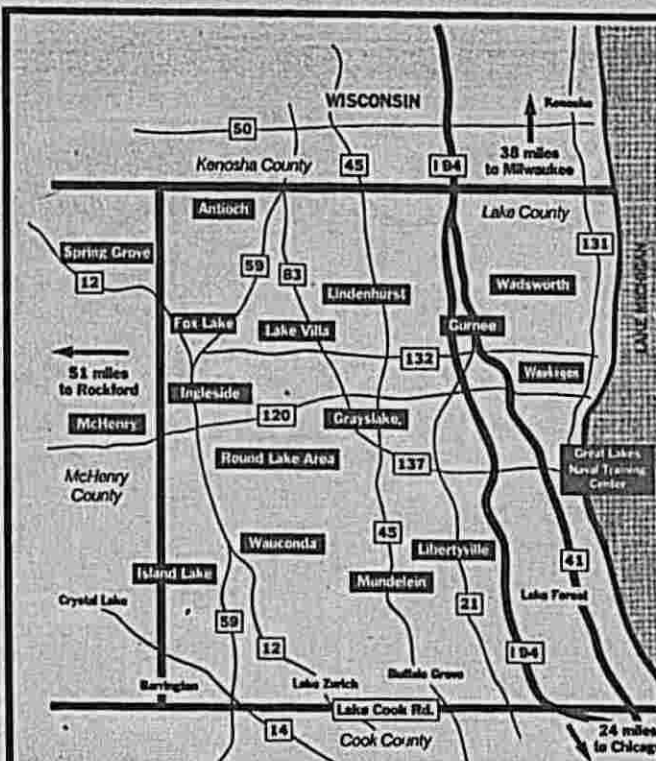 WISCONSIN
Kenosha
50
38 miles
to Milwaukee
Kenosha County
45
I 94
Antioch
Lake County
131
LAKE MICHIGAN
Spring Grove
59
83
12
Lindenhurst
Wadsworth
Fox Lake
Lake Villa
Gurnee
132
51 miles
to Rockford
Waukegan
Ingleside
120
McHenry
Grayslake,
Round Lake Area
137
Great Lakes
Naval Training
Center
McHenry
County
45
Wauconda
Libertyville
41
Island Lake
Mundelein
Crystal Lake
59
21
Lake Forest
12
I 94
Barrington
Lake Zurich
Buffalo Grove
Lake Cook Rd.
14
Cook County
24 miles
to Chicag